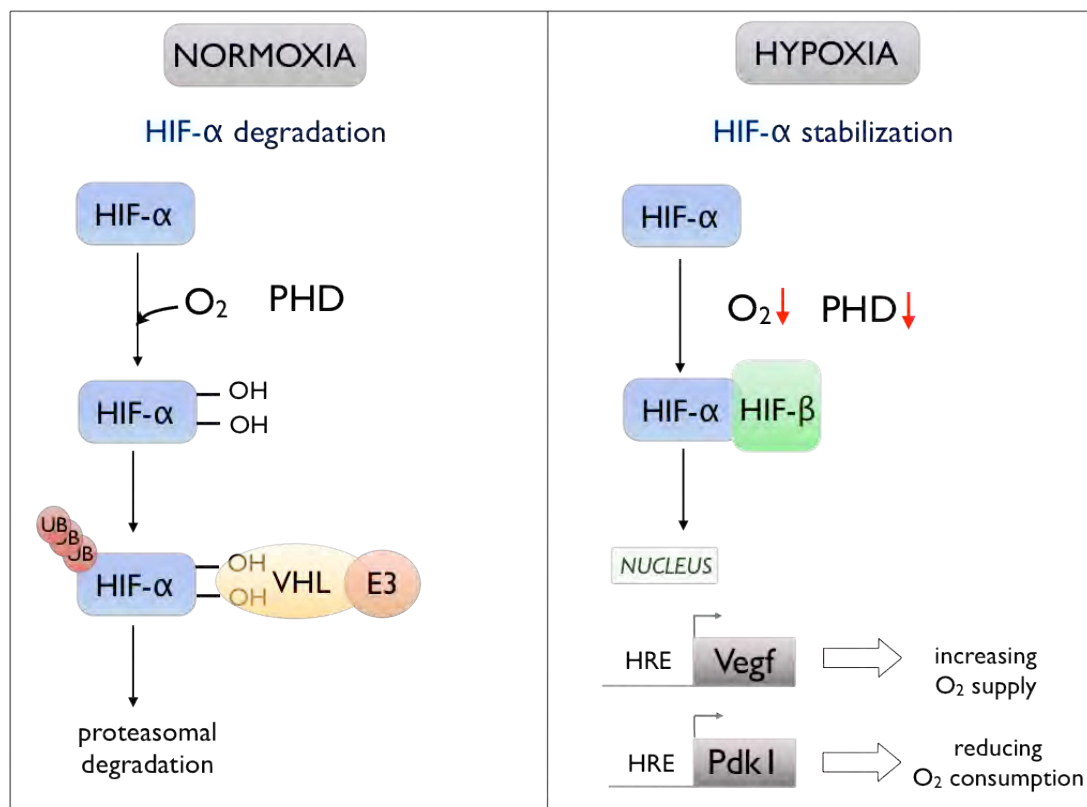 NORMOXIA
HIF-α degradation
HIF-α
O₂ PHD
HIF-α
OH
OH
UB
UB
UB
HIF-α
OH
OH
VHL
E3
proteasomal
degradation
HYPOXIA
HIF-α stabilization
HIF-α
O₂ PHD
HIF-α
HIF-β
NUCLEUS
HRE
Vegf
increasing
O₂ supply
HRE
Pdk1
reducing
O₂ consumption